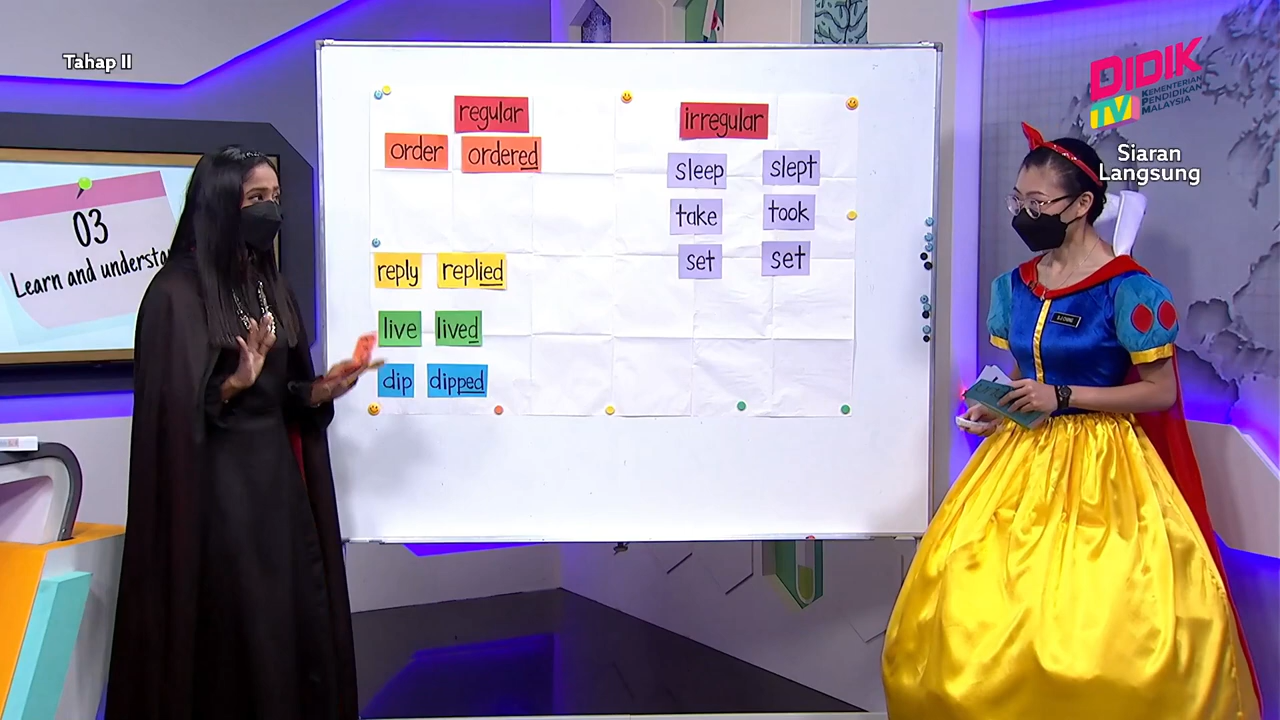 Tahap II
DIDIK
TV
KEMENTERIAN
PENDIDIKAN
MALAYSIA
Siaran
Langsung
03
Learn and understa
regular
order ordered
reply replied
live lived
dip dipped
irregular
sleep slept
take took
set set